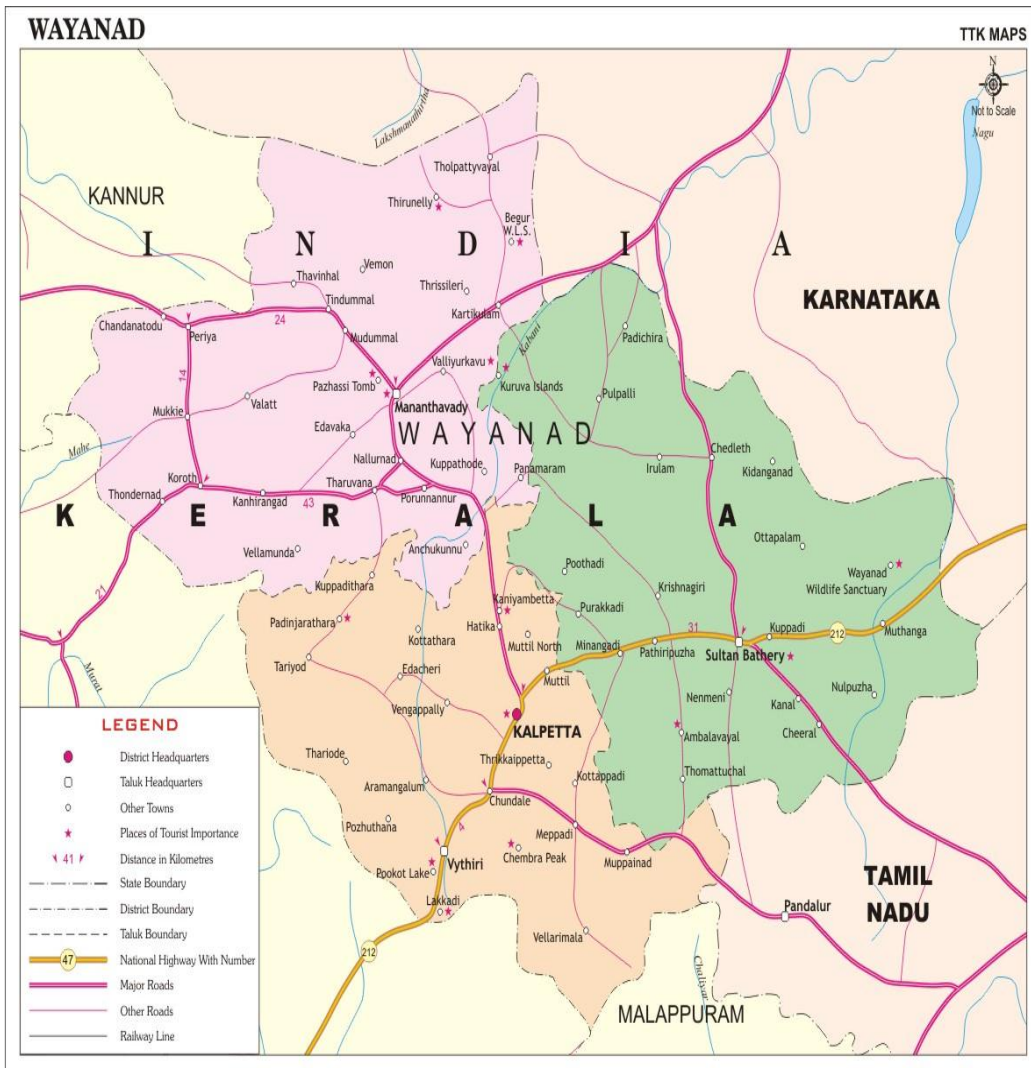 WAYANAD
TTK MAPS
N
Not to Scale
Nagu
Lakshmanathirtha
Tholpattyvayal
KANNUR
Thirunelly
Begur
W.L.S.
I N D I A
Vemon
Thavinhal
Thrissileri
KARNATAKA
Tindummal
Kartikulam
Chandanatodu
24
Periya
Mudummal
Kabani
Padichira
Valliyurkavu
14
Pazhassi Tomb
Kuruva Islands
Mananthavady
Valatt
Pulpalli
Mukkie
WAYANAD
Edavaka
Mahe
Nallurnad
Kuppathode
Panamaram
Irulam
Chedleth
Kidanganad
Koroth
Thondernad
Kanhirangad
43
Tharuvana
Porunnannur
K E R A L A
Vellamunda
Anchukunnu
Ottapalam
Poothadi
Wayanad
Wildlife Sanctuary
Kuppadithara
Krishnagiri
21
Kaniyambetta
Purakkadi
Padinjarathara
Hatika
Kottathara
Muttil North
Minangadi
Pathiripuzha
31
Kuppadi
212
Muthanga
Sultan Bathery
Tariyod
Edacheri
Muttil
Murat
Vengappally
Nenmeni
Kanal
Nulpuzha
KALPETTA
Ambalavayal
Cheeral
Thariode
Thrikkaippetta
Aramangalum
Kottappadi
Thomattuchal
Chundale
Pozhuthana
4
Meppadi
Vythiri
Chembra Peak
Muppainad
Pookot Lake
Lakkadi
TAMIL
NADU
Pandalur
Vellarimala
212
Chaliyar
MALAPPURAM
LEGEND
District Headquarters
Taluk Headquarters
Other Towns
Places of Tourist Importance
41 Distance in Kilometres
State Boundary
District Boundary
Taluk Boundary
47 National Highway With Number
Major Roads
Other Roads
Railway Line